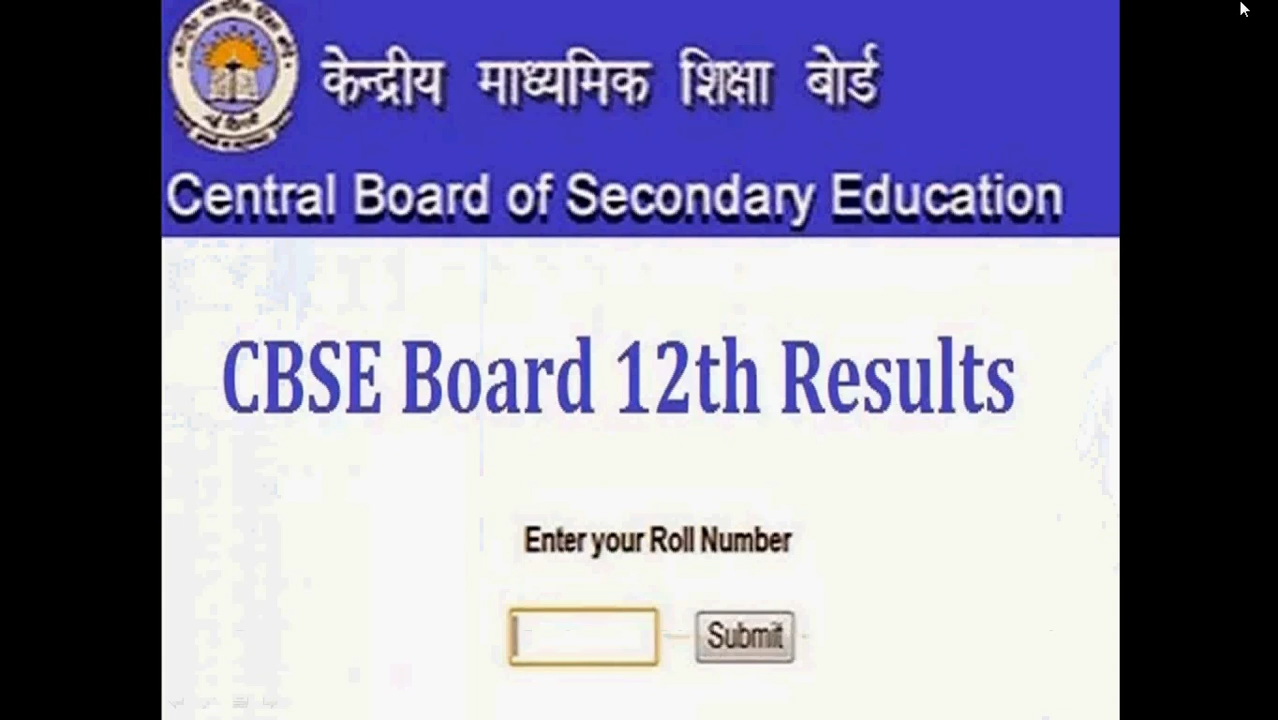 केन्द्रीय माध्यमिक शिक्षा बोर्ड
Central Board of Secondary Education
CBSE Board 12th Results
Enter your Roll Number
Submit